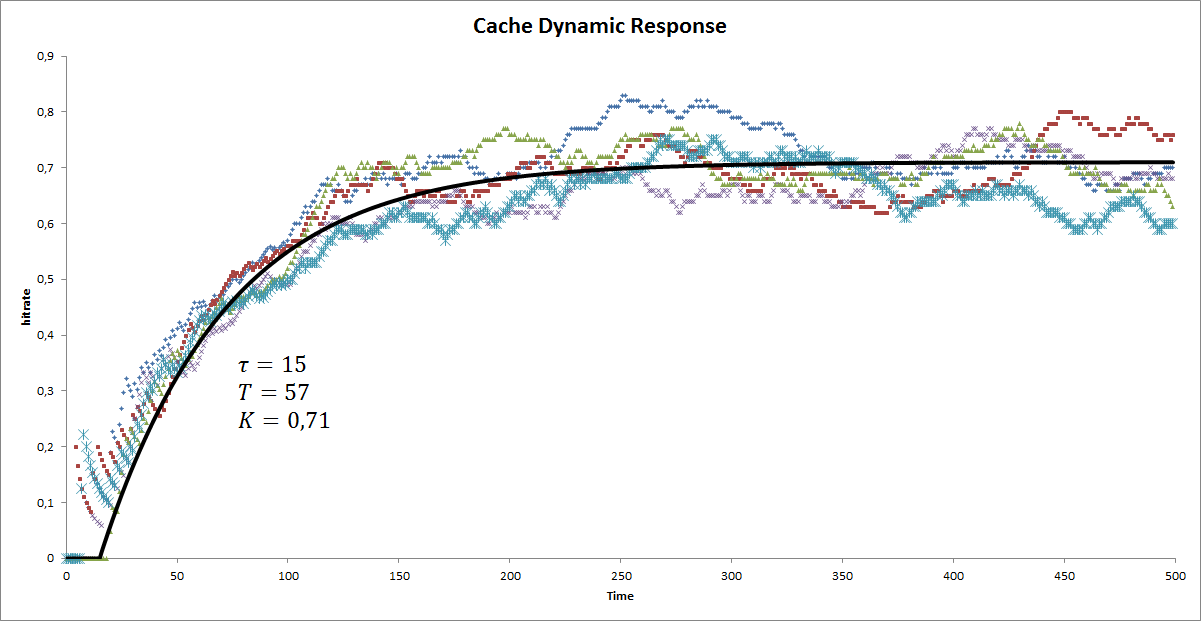 Cache Dynamic Response
0,9
0,8
0,7
0,6
0,5
0,4
0,3
0,2
0,1
0
hitrate
τ = 15
T = 57
K = 0,71
0 50 100 150 200 250 300 350 400 450 500
Time